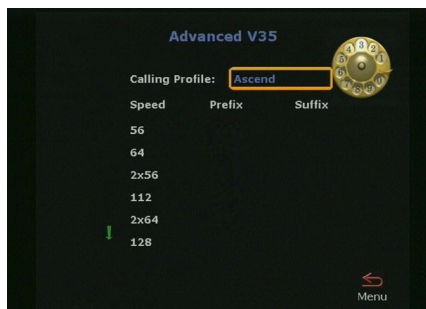 Advanced V35
Calling Profile: Ascend
Speed Prefix Suffix
56
64
2x56
112
2x64
128
Menu